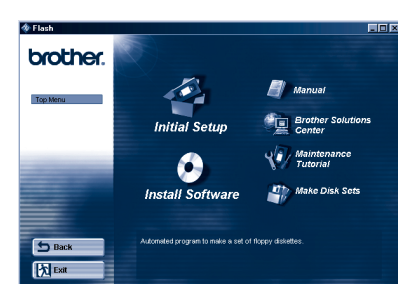 Flash
brother.
Top Menu
Initial Setup
Install Software
Manual
Brother Solutions
Center
Maintenance
Tutorial
Make Disk Sets
Automated program to make a set of floppy diskettes.
Back
Exit